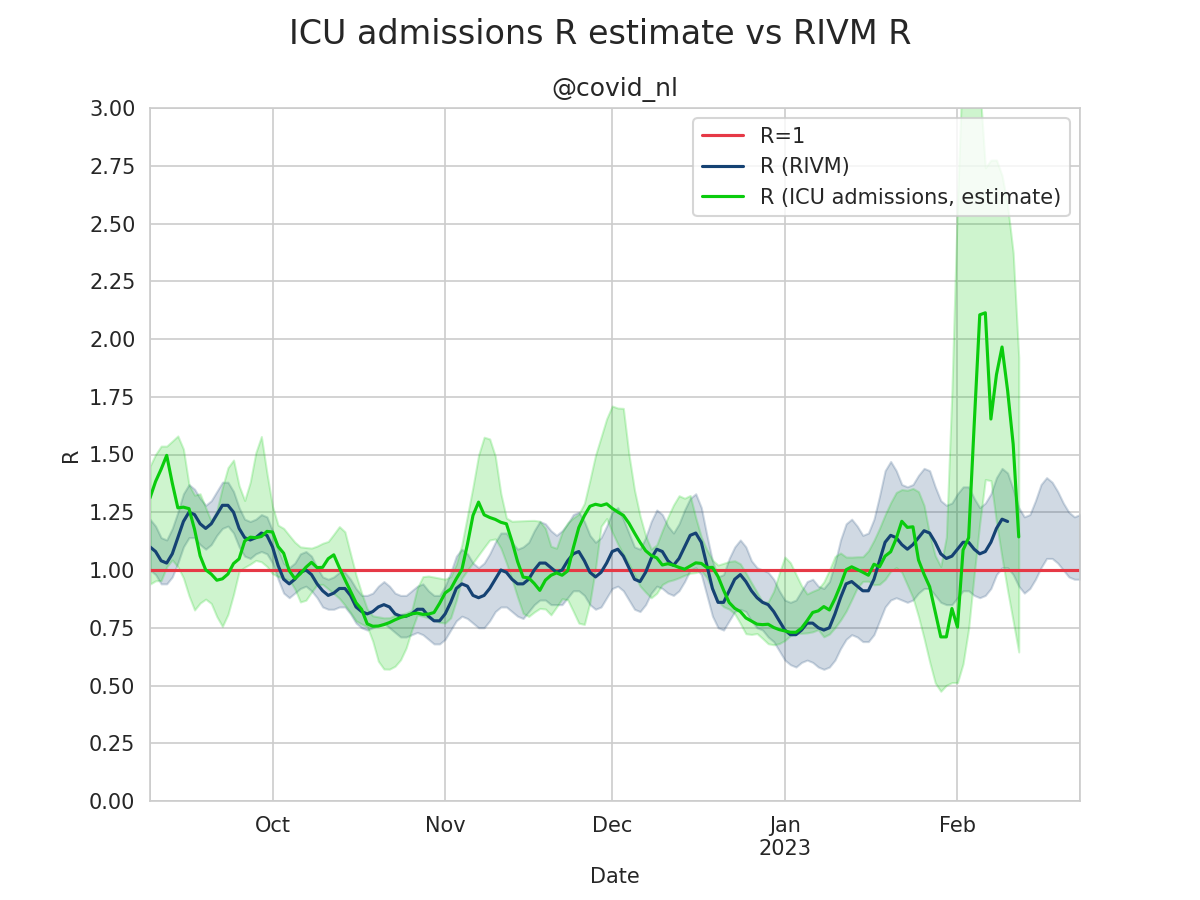 ICU admissions R estimate vs RIVM R
@covid_nl
R=1
R (RIVM)
R (ICU admissions, estimate)
3.00
2.75
2.50
2.25
2.00
1.75
1.50
1.25
1.00
0.75
0.50
0.25
0.00
R
Oct Nov Dec Jan Feb
2023
Date